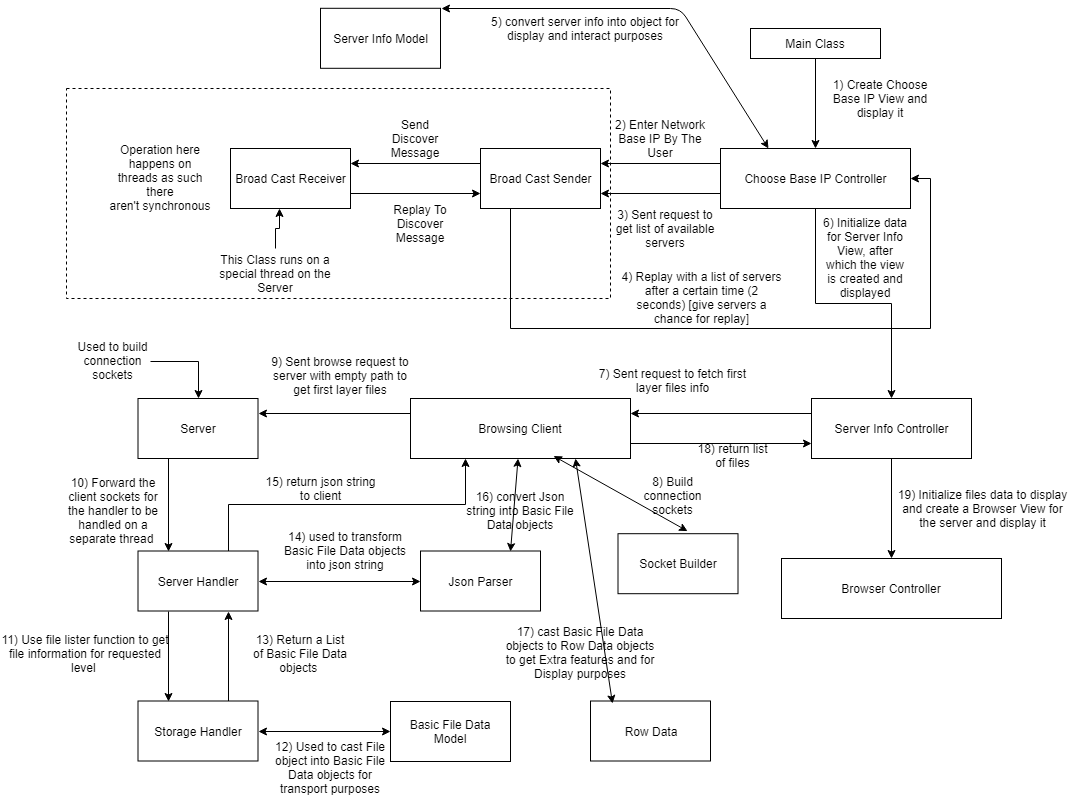 5) convert server info into object for
display and interact purposes
Server Info Model
Main Class
1) Create Choose
Base IP View and
display it
Send
Discover
Message
2) Enter Network
Base IP By The
User
Operation here
happens on
threads as such
there
aren't synchronous
Broad Cast Receiver
Broad Cast Sender
Choose Base IP Controller
Replay To
Discover
Message
3) Sent request to
get list of available
servers
6) Initialize data
for Server Info
View, after
which the view
is created and
displayed
This Class runs on a
special thread on the
Server
4) Replay with a list of servers
after a certain time (2
seconds) [give servers a
chance for replay]
Used to build
connection
sockets
9) Sent browse request to
server with empty path to
get first layer files
7) Sent request to fetch first
layer files info
Server
Browsing Client
Server Info Controller
18) return list
of files
10) Forward the
client sockets for
the handler to be
handled on a
separate thread
15) return json string
to client
16) convert Json
string into Basic File
Data objects
8) Build
connection
sockets
19) Initialize files data to display
and create a Browser View for
the server and display it
14) used to transform
Basic File Data objects
into json string
Server Handler
Json Parser
Socket Builder
Browser Controller
11) Use file lister function to get
file information for requested
level
13) Return a List
of Basic File Data
objects
17) cast Basic File Data
objects to Row Data objects
to get Extra features and for
Display purposes
Storage Handler
Basic File Data
Model
Row Data
12) Used to cast File
object into Basic File
Data objects for
transport purposes